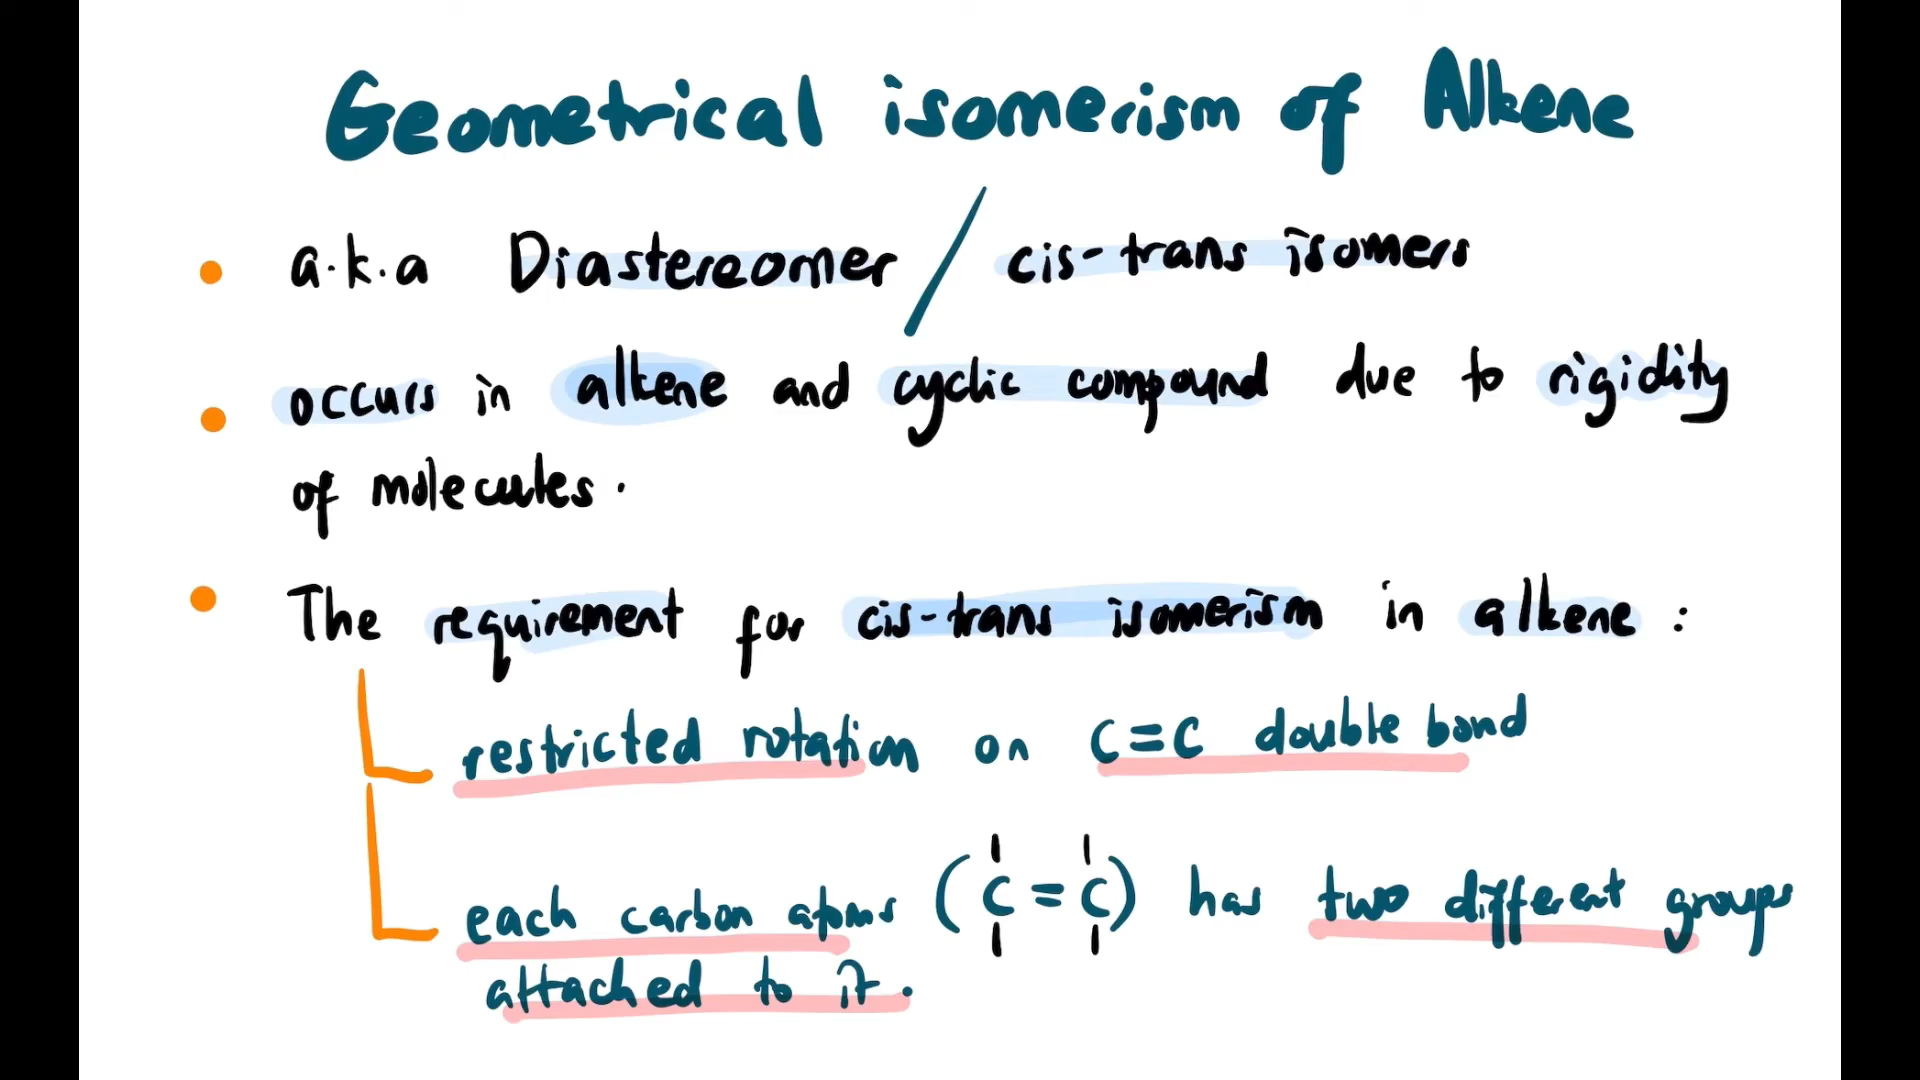 Geometrical isomerism of Alkene
a.k.a Diastereomer / cis-trans isomers
occurs in alkene and cyclic compound due to rigidity
of molecules.
The requirement for cis-trans isomerism in alkene :
restricted rotation on C=C double bond
each carbon atoms (C=C) has two different groups
attached to it.